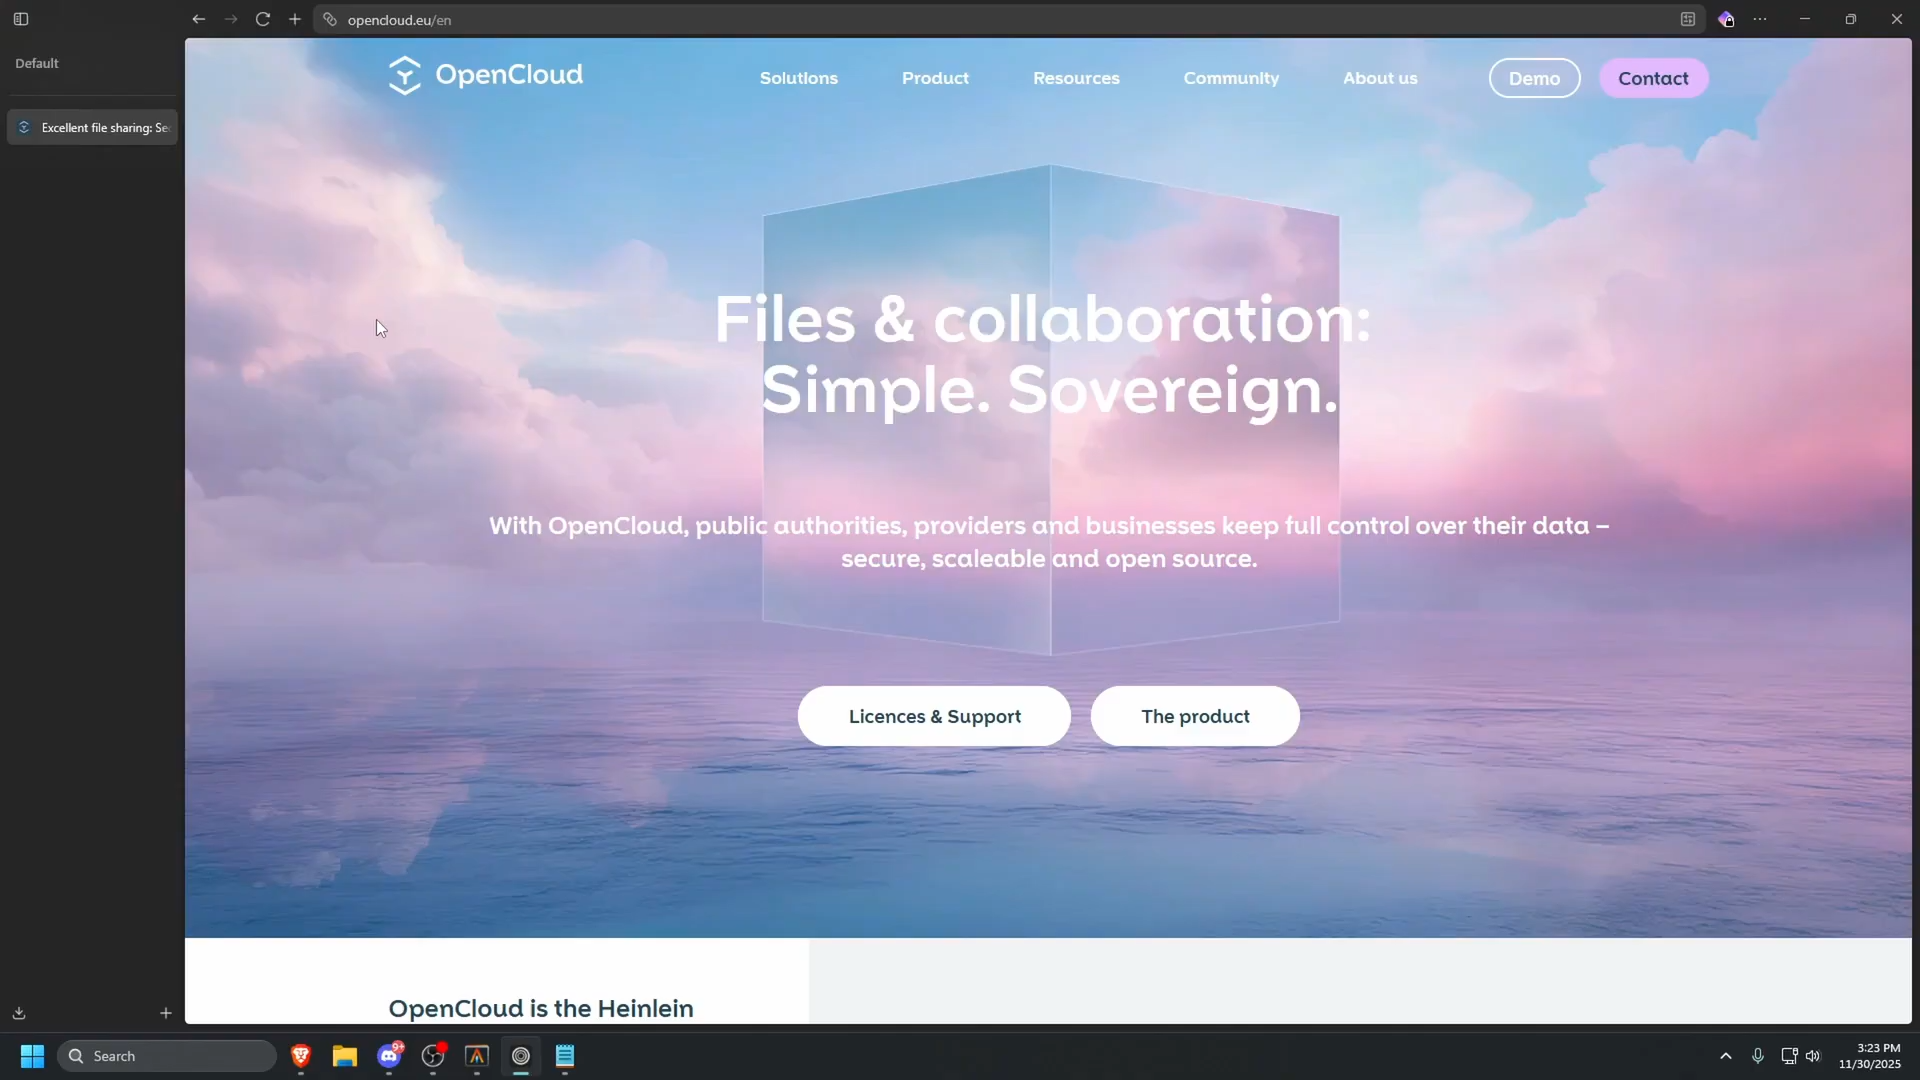 opencloud.eu/en
Default
Excellent file sharing: Se
OpenCloud
Solutions
Product
Resources
Community
About us
Demo
Contact
Files & collaboration:
Simple. Sovereign.
With OpenCloud, public authorities, providers and businesses keep full control over their data –
secure, scaleable and open source.
Licences & Support
The product
OpenCloud is the Heinlein
Search
9+
3:23 PM
11/30/2025